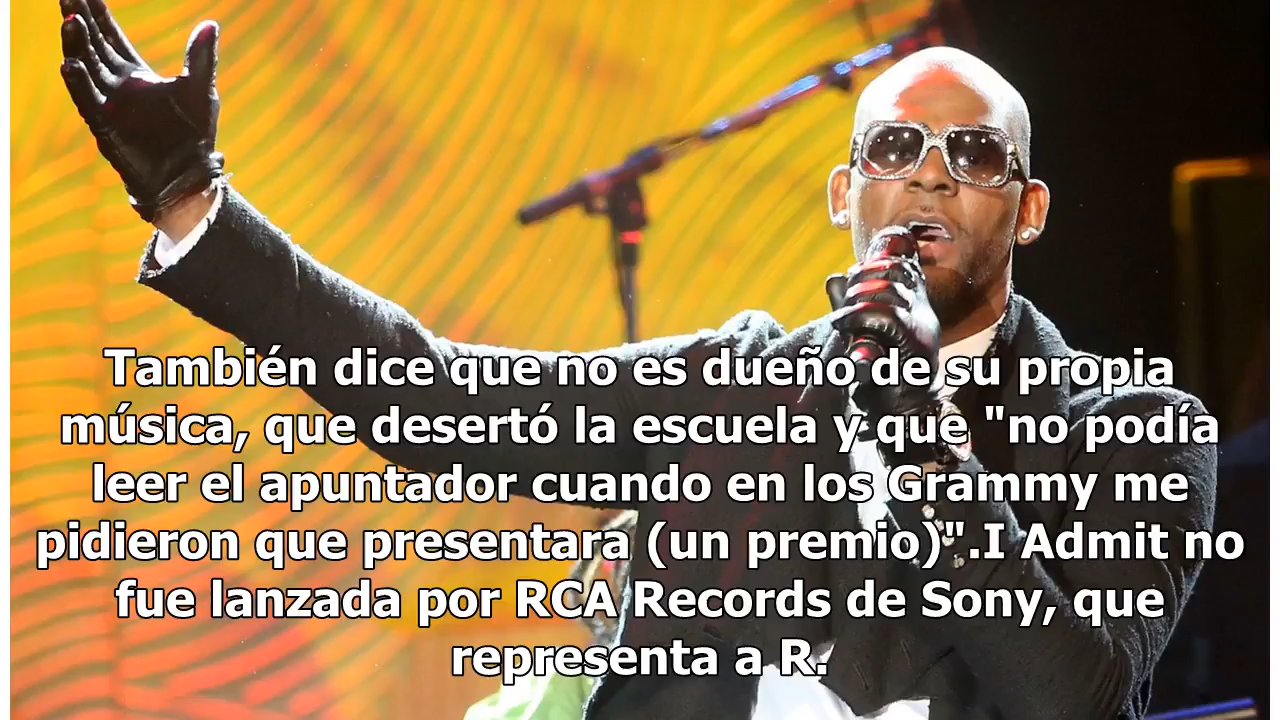 También dice que no es dueño de su propia
música, que desertó la escuela y que "no podía
leer el apuntador cuando en los Grammy me
pidieron que presentara (un premio)".I Admit no
fue lanzada por RCA Records de Sony, que
representa a R.